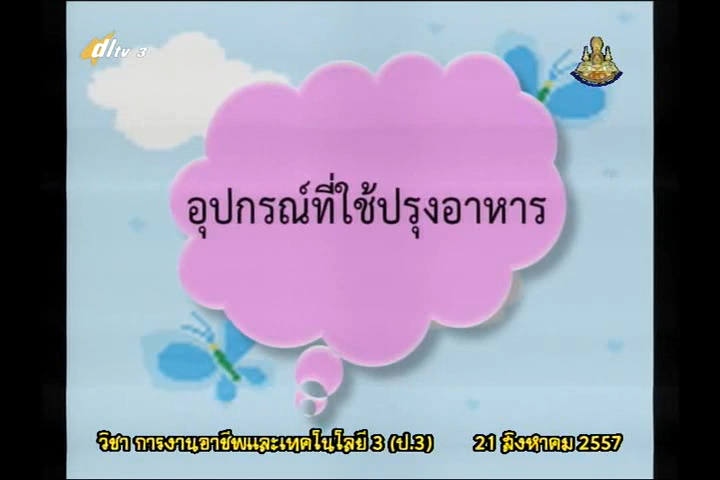 dltv 3
อุปกรณ์ที่ใช้ปรุงอาหาร
วิชา การงานอาชีพและเทคโนโลยี 3 (ป.3) 21 สิงหาคม 2557